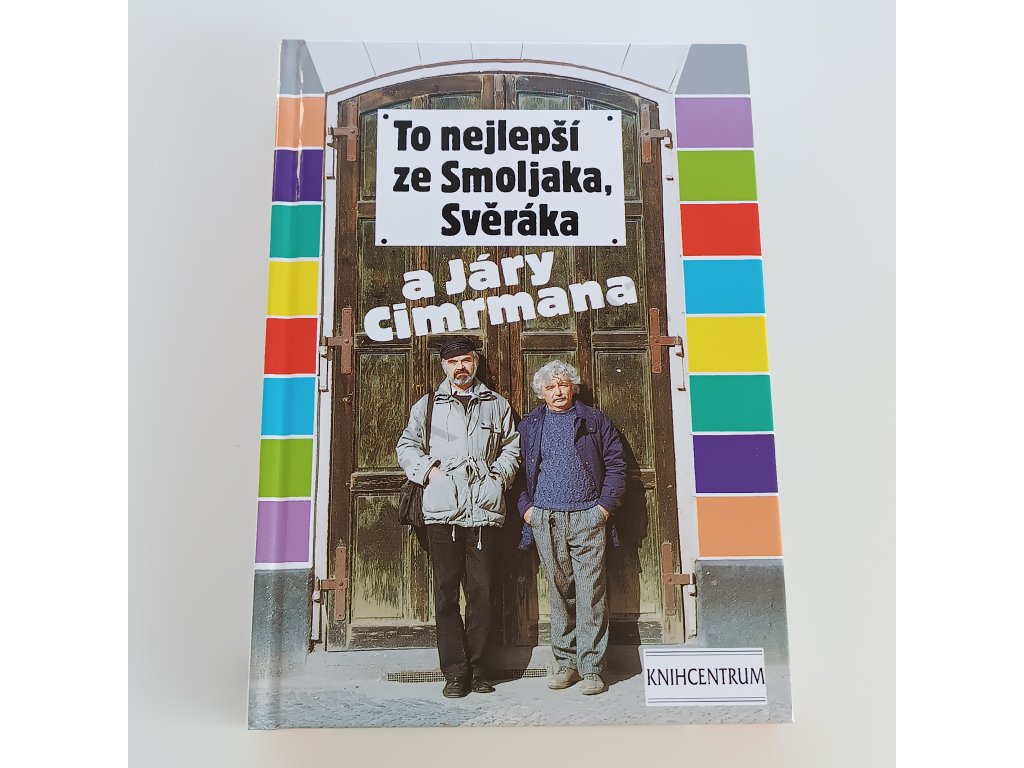 To nejlepší
ze Smoljaka,
Svěráka
a Járy
Cimrmana
KNIHCENTRUM